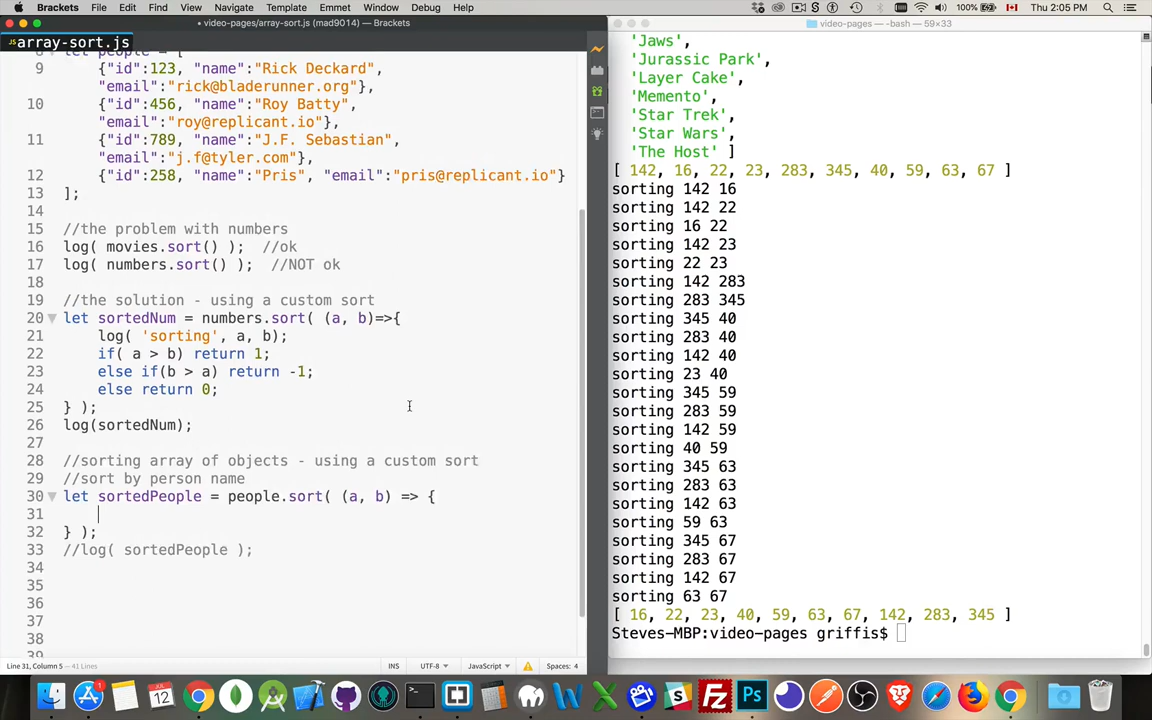 Brackets File Edit Find View Navigate Template Emmet Window Debug Help
100% Thu 2:05 PM
• video-pages/array-sort.js (mad9014) — Brackets
video-pages — -bash — 59×33
JS array-sort.js
8 let people = [
9 {"id":123, "name":"Rick Deckard",
"email":"rick@bladerunner.org"},
10 {"id":456, "name":"Roy Batty",
"email":"roy@replicant.io"},
11 {"id":789, "name":"J.F. Sebastian",
"email":"j.f@tyler.com"},
12 {"id":258, "name":"Pris", "email":"pris@replicant.io"}
13 ];
14
15 //the problem with numbers
16 log( movies.sort() ); //ok
17 log( numbers.sort() ); //NOT ok
18
19 //the solution - using a custom sort
20 let sortedNum = numbers.sort( (a, b)=>{
21 log( 'sorting', a, b);
22 if( a > b) return 1;
23 else if(b > a) return -1;
24 else return 0;
25 } );
26 log(sortedNum);
27
28 //sorting array of objects - using a custom sort
29 //sort by person name
30 let sortedPeople = people.sort( (a, b) => {
31
32 } );
33 //log( sortedPeople );
34
35
36
37
38
39
Line 31, Column 5 — 41 Lines
INS UTF-8 JavaScript Spaces: 4
'Jaws',
'Jurassic Park',
'Layer Cake',
'Memento',
'Star Trek',
'Star Wars',
'The Host' ]
[ 142, 16, 22, 23, 283, 345, 40, 59, 63, 67 ]
sorting 142 16
sorting 142 22
sorting 16 22
sorting 142 23
sorting 22 23
sorting 142 283
sorting 283 345
sorting 345 40
sorting 283 40
sorting 142 40
sorting 23 40
sorting 345 59
sorting 283 59
sorting 142 59
sorting 40 59
sorting 345 63
sorting 283 63
sorting 142 63
sorting 59 63
sorting 345 67
sorting 283 67
sorting 142 67
sorting 63 67
[ 16, 22, 23, 40, 59, 63, 67, 142, 283, 345 ]
Steves-MBP:video-pages griffis$